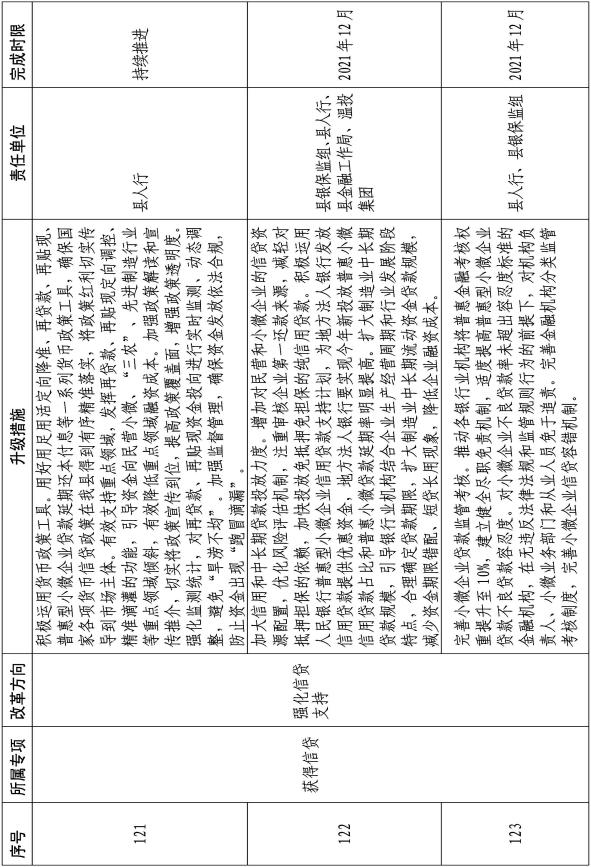 序号
所属专项
改革方向
升级措施
责任单位
完成时限
121
获得信贷
强化信贷
支持
积极运用货币政策工具。用好用足用活定向降准、再贷款、再贴现、
普惠型小微企业贷款延期还本付息等一系列货币政策工具，确保国
家各项货币信贷政策在我县得到有序精准落实，将政策红利切实传
导到市场主体。有效支持重点领域，发挥再贷款、再贴现定向调控、
精准滴灌的功能，引导资金向民营小微、“三农”、先进制造行业
等重点领域倾斜，有效降低重点领域融资成本。加强政策解读和宣
传推介，切实将政策宣传到位，提高政策覆盖面，增强政策透明度。
强化监测统计，对再贷款、再贴现资金投向进行实时监测、动态调
整，避免“旱涝不均”。加强监督管理，确保资金发放依法合规，
防止资金出现“跑冒滴漏”。
县人行
持续推进
122
加大信用和中长期贷款投放力度。增加对民营和小微企业的信贷资
源配置，优化风险评估机制，注重审核企业第一还款来源，减轻对
抵押担保的依赖，加快投放免抵押免担保的纯信用贷款。积极运用
人民银行普惠型小微企业信用贷款支持计划，为地方法人银行发放
信用贷款提供优惠资金，地方法人银行要实现今年新投放普惠小微
信用贷款占比和普惠小微贷款延期率明显提高。扩大制造业中长期
贷款规模，引导银行业机构结合企业生产经营周期和行业发展阶段
特点，合理确定贷款期限，扩大制造业中长期流动资金贷款规模，
减少资金期限错配、短贷长用现象，降低企业融资成本。
县银保监组、县人行、
县金融工作局、温投
集团
2021年12月
123
完善小微企业贷款监管考核。推动各银行业机构将普惠金融考核权
重提升至10%，建立健全尽职免责机制，适度提高普惠型小微企业
贷款不良贷款容忍度。对小微企业不良贷款率未超出容忍度标准的
金融机构，在无违反法律法规和监管规则行为的前提下，对机构负
责人、小微业务部门和从业人员免于追责。完善金融机构分类监管
考核制度，完善小微企业信贷容错机制。
县人行、县银保监组
2021年12月